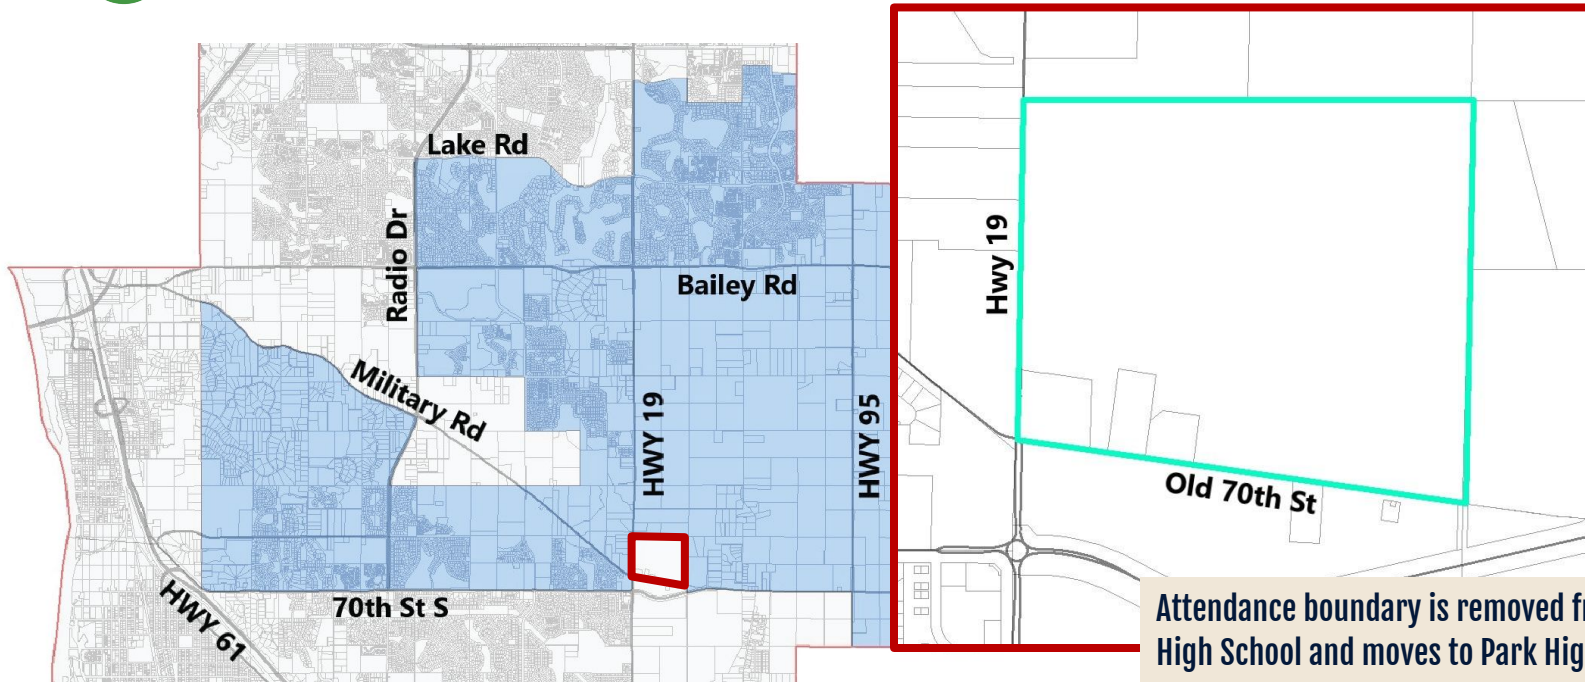 Lake Rd
Radio Dr
Bailey Rd
Military Rd
HWY 19
HWY 95
70th St S
HWY 61
Hwy 19
Old 70th St
Attendance boundary is removed
High School and moves to Park